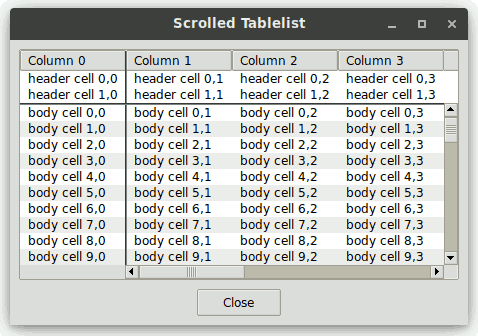 Scrolled Tablelist
Column 0 Column 1 Column 2 Column 3
header cell 0,0 header cell 0,1 header cell 0,2 header cell 0,3
header cell 1,0 header cell 1,1 header cell 1,2 header cell 1,3
body cell 0,0 body cell 0,1 body cell 0,2 body cell 0,3
body cell 1,0 body cell 1,1 body cell 1,2 body cell 1,3
body cell 2,0 body cell 2,1 body cell 2,2 body cell 2,3
body cell 3,0 body cell 3,1 body cell 3,2 body cell 3,3
body cell 4,0 body cell 4,1 body cell 4,2 body cell 4,3
body cell 5,0 body cell 5,1 body cell 5,2 body cell 5,3
body cell 6,0 body cell 6,1 body cell 6,2 body cell 6,3
body cell 7,0 body cell 7,1 body cell 7,2 body cell 7,3
body cell 8,0 body cell 8,1 body cell 8,2 body cell 8,3
body cell 9,0 body cell 9,1 body cell 9,2 body cell 9,3
Close